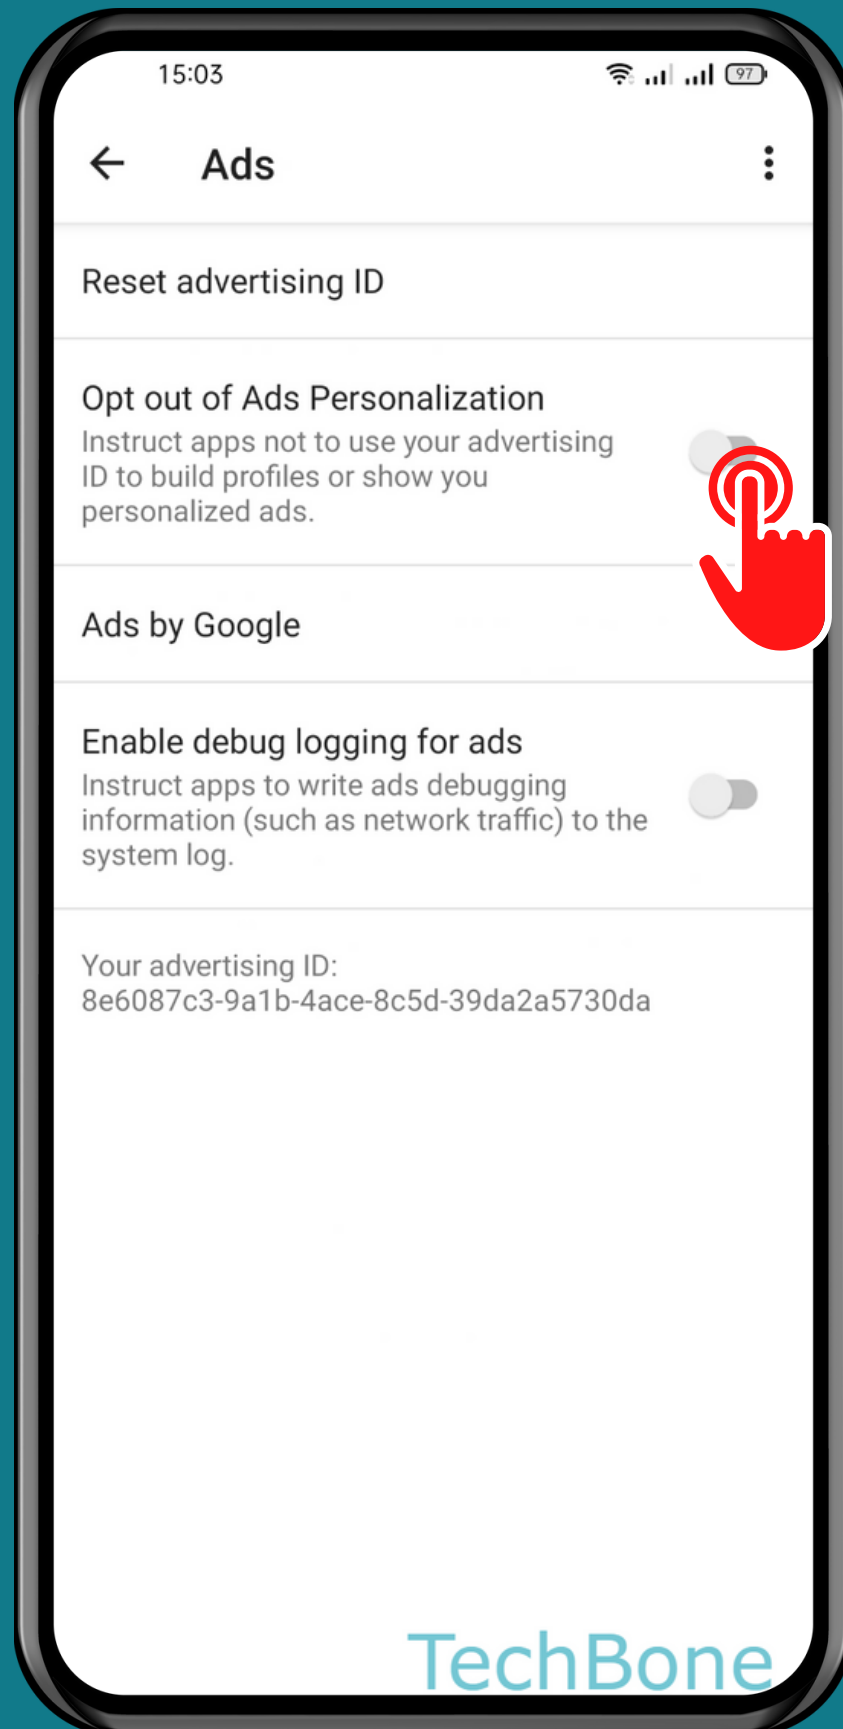 15:03
97
Ads
Reset advertising ID
Opt out of Ads Personalization
Instruct apps not to use your advertising
ID to build profiles or show you
personalized ads.
Ads by Google
Enable debug logging for ads
Instruct apps to write ads debugging
information (such as network traffic) to the
system log.
Your advertising ID:
8e6087c3-9a1b-4ace-8c5d-39da2a5730da
TechBone